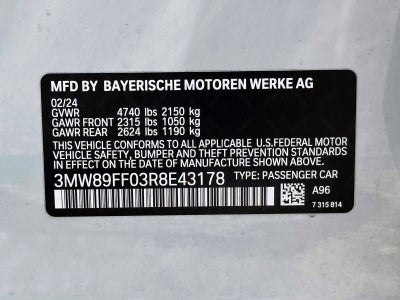 MFD BY BAYERISCHE MOTOREN WERKE AG
02/24
GVWR 4740 lbs 2150 kg
GAWR FRONT 2315 lbs 1050 kg
GAWR REAR 2624 lbs 1190 kg
THIS VEHICLE CONFORMS TO ALL APPLICABLE U.S.FEDERAL MOTOR
VEHICLE SAFETY, BUMPER, AND THEFT PREVENTION STANDARDS
IN EFFECT ON THE DATE OF MANUFACTURE SHOWN ABOVE.
3MW89FF03R8E43178 TYPE: PASSENGER CAR
A96
7 315 814